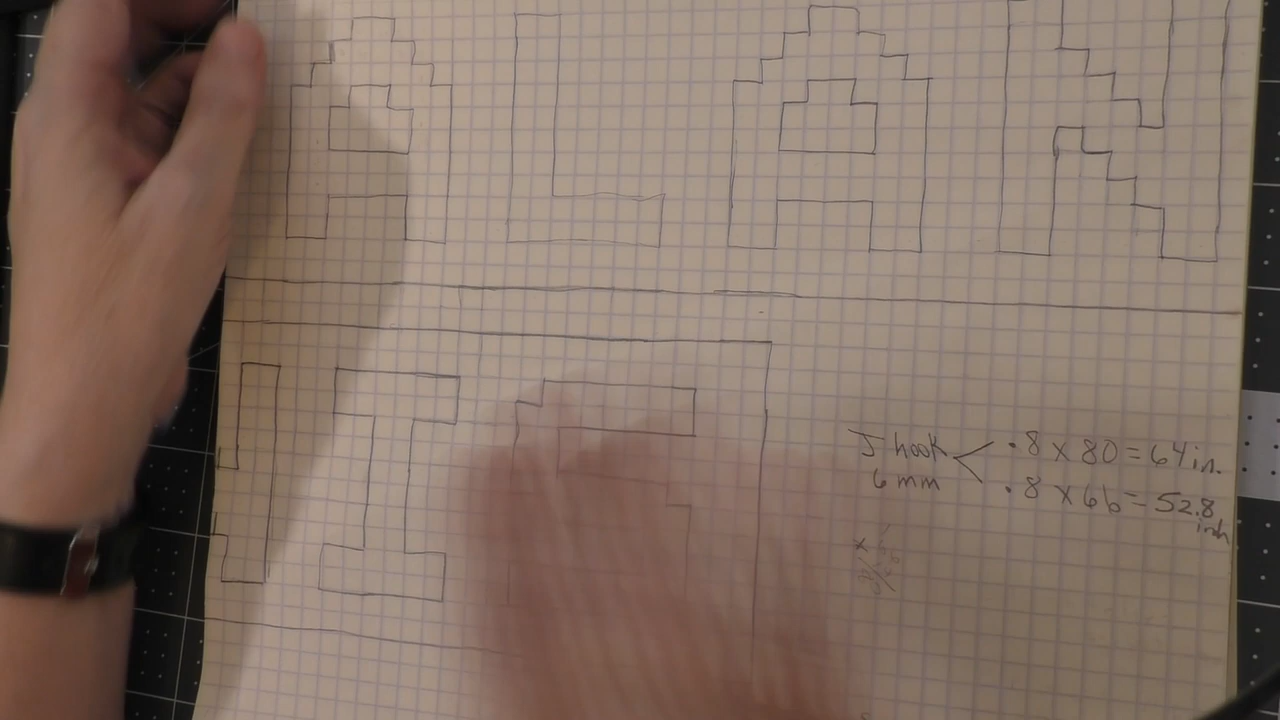 A L A N
I
J hook .8 x 80 = 64 in.
6 mm .8 x 66 = 52.8
inch